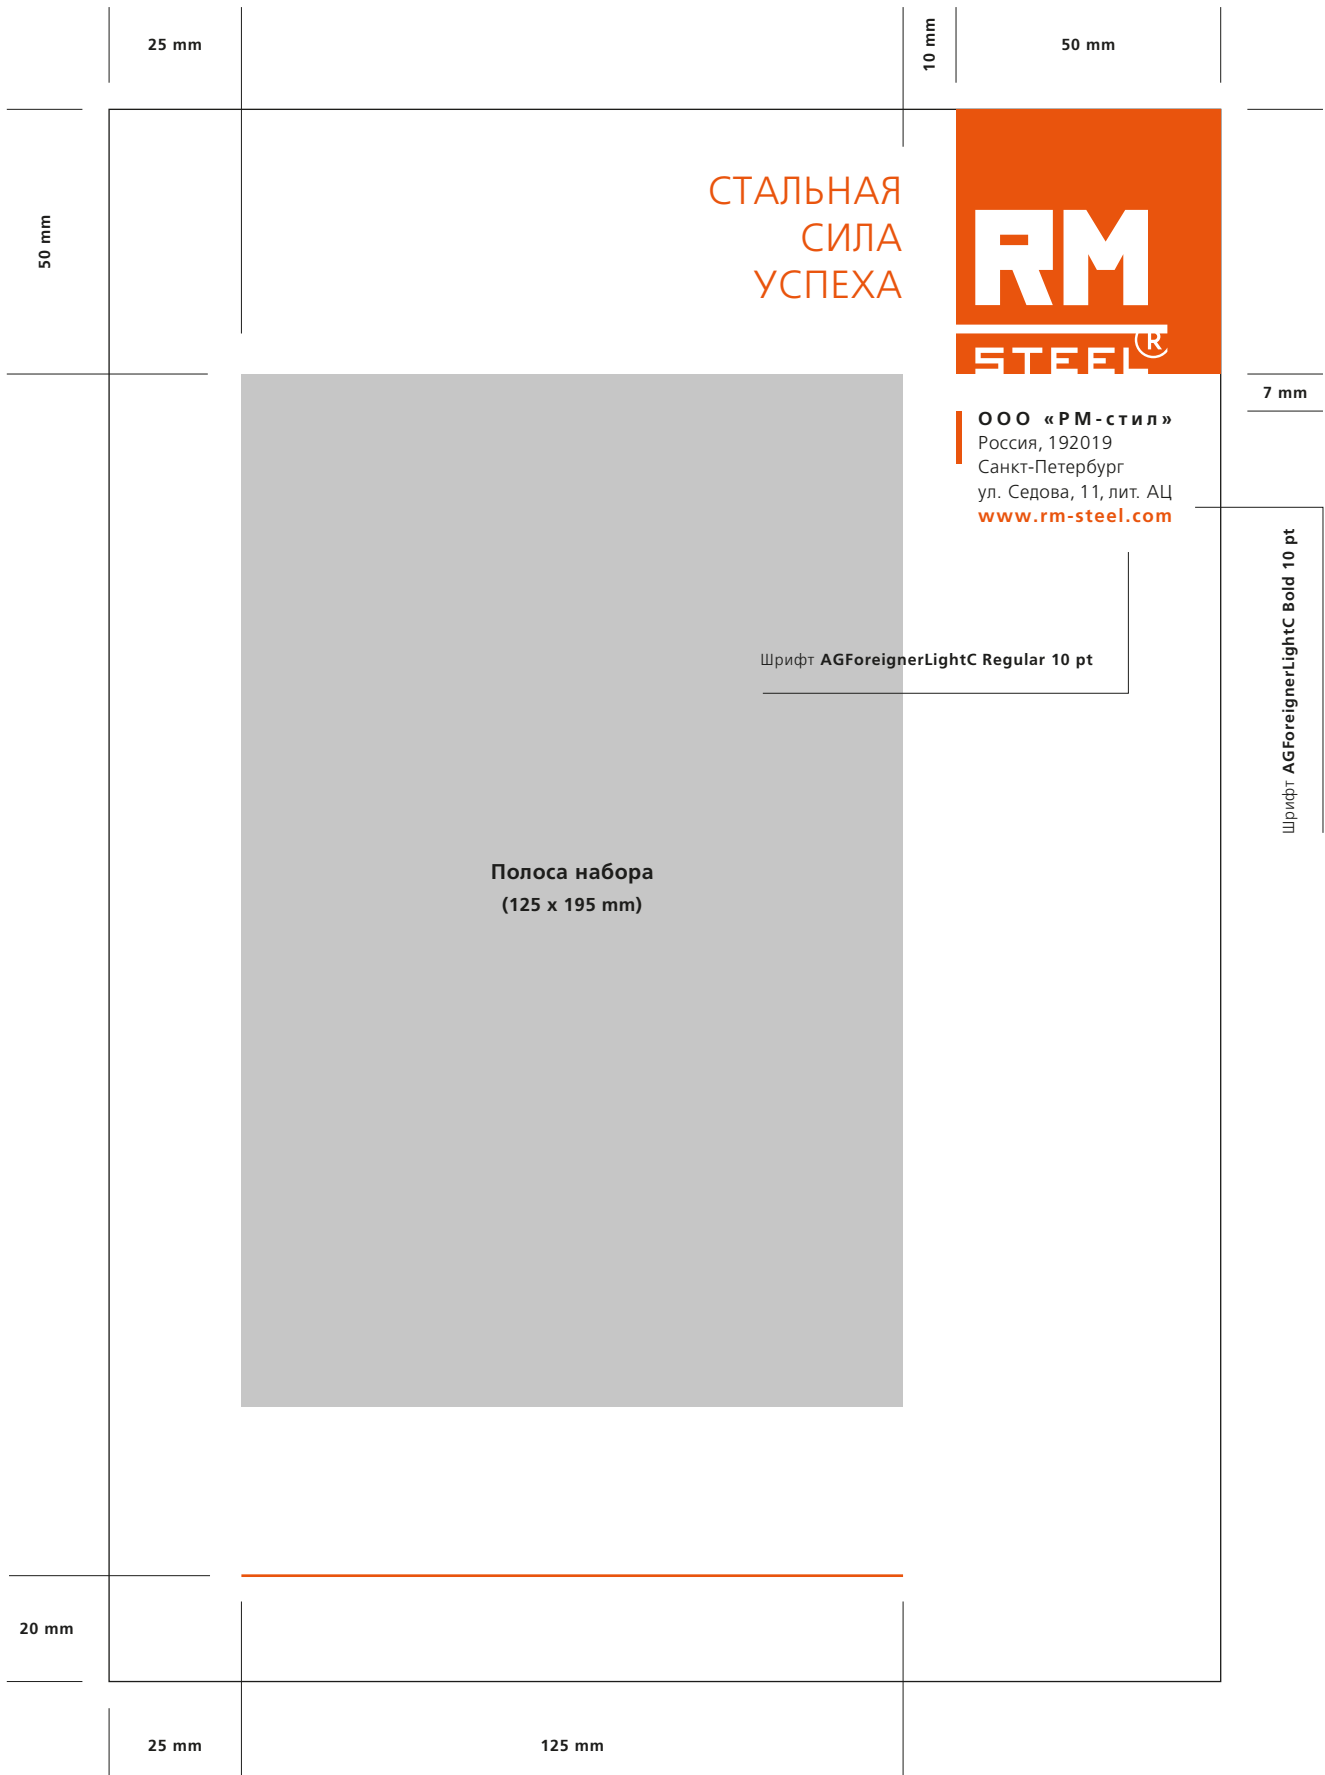 25 mm
10 mm
50 mm
50 mm
СТАЛЬНАЯ
СИЛА
УСПЕХА
RM
STEEL®
7 mm
ООО «РМ-стил»
Россия, 192019
Санкт-Петербург
ул. Седова, 11, лит. АЦ
www.rm-steel.com
Шрифт AGForeignerLightC Bold 10 pt
Шрифт AGForeignerLightC Regular 10 pt
Полоса набора
(125 x 195 mm)
20 mm
25 mm
125 mm